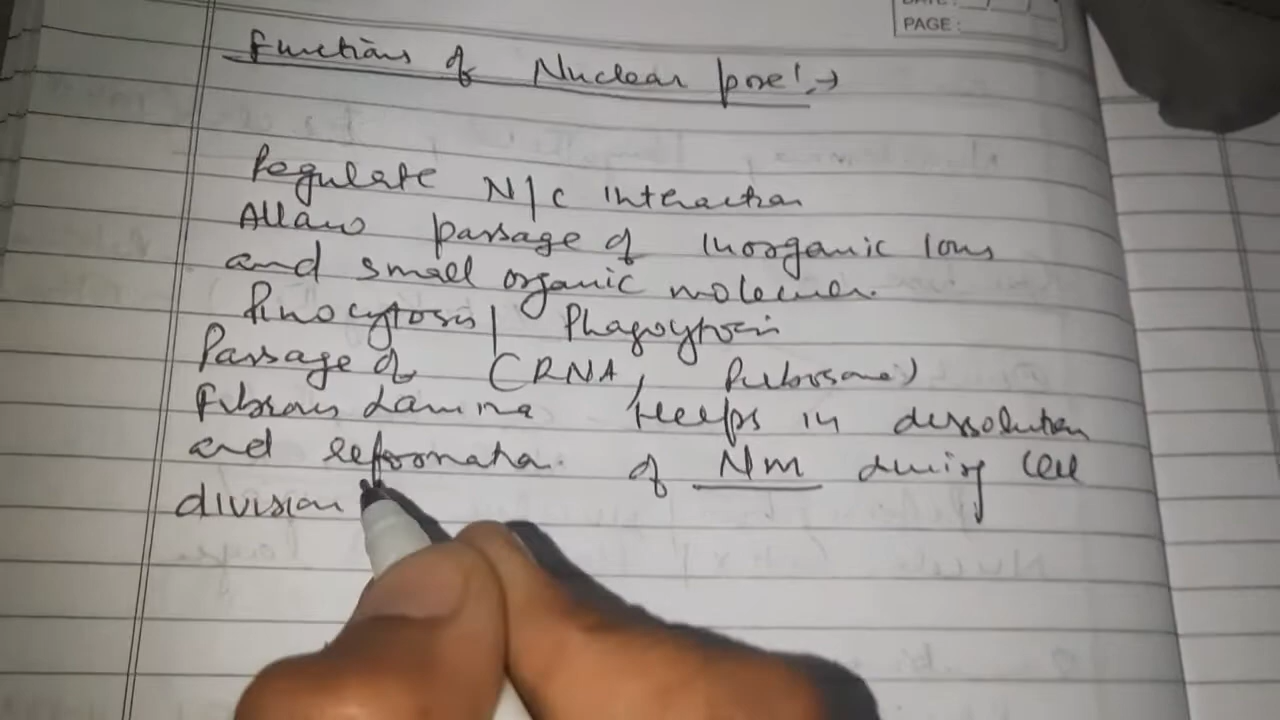 DATE: / /
PAGE:
Functions of Nuclear pore :→
Regulate N/C Interaction
Allow passage of Inorganic Ions
and small organic molecules.
Pinocytosis / Phagocytosis
Passage of (RNA, Ribosome)
Fibrous Lamina Helps in dissolution
and reformation of Nm during Cell
division